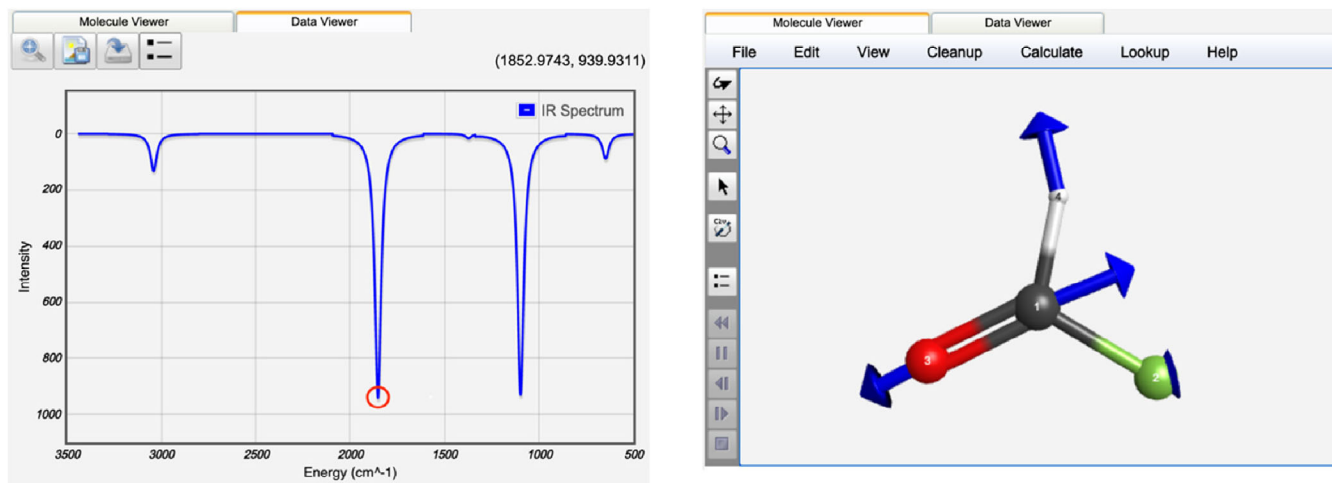 Molecule Viewer
Data Viewer
(1852.9743, 939.9311)
IR Spectrum
0
200
400
600
800
1000
Intensity
3500
3000
2500
2000
1500
1000
500
Energy (cm^-1)
Molecule Viewer
Data Viewer
File
Edit
View
Cleanup
Calculate
Lookup
Help
4
1
3
2